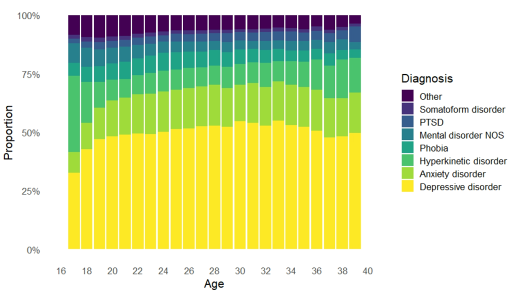 100%
75%
50%
25%
0%
Proportion
16 18 20 22 24 26 28 30 32 34 36 38 40
Age
Diagnosis
Other
Somatoform disorder
PTSD
Mental disorder NOS
Phobia
Hyperkinetic disorder
Anxiety disorder
Depressive disorder